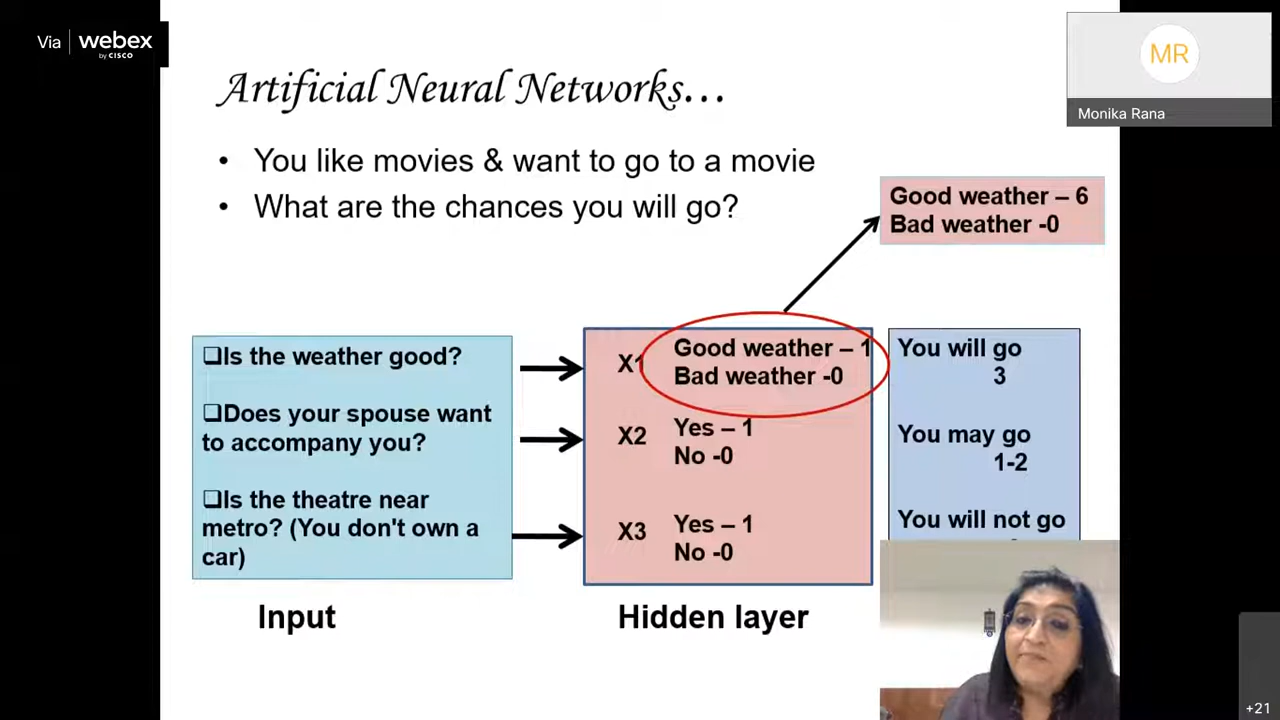 Via webex
by CISCO
MR
Monika Rana
Artificial Neural Networks...
• You like movies & want to go to a movie
• What are the chances you will go?
Good weather – 6
Bad weather -0
❑Is the weather good?
❑Does your spouse want
to accompany you?
❑Is the theatre near
metro? (You don't own a
car)
X1
Good weather – 1
Bad weather -0
X2
Yes – 1
No -0
X3
Yes – 1
No -0
You will go
3
You may go
1-2
You will not go
Input
Hidden layer
+21